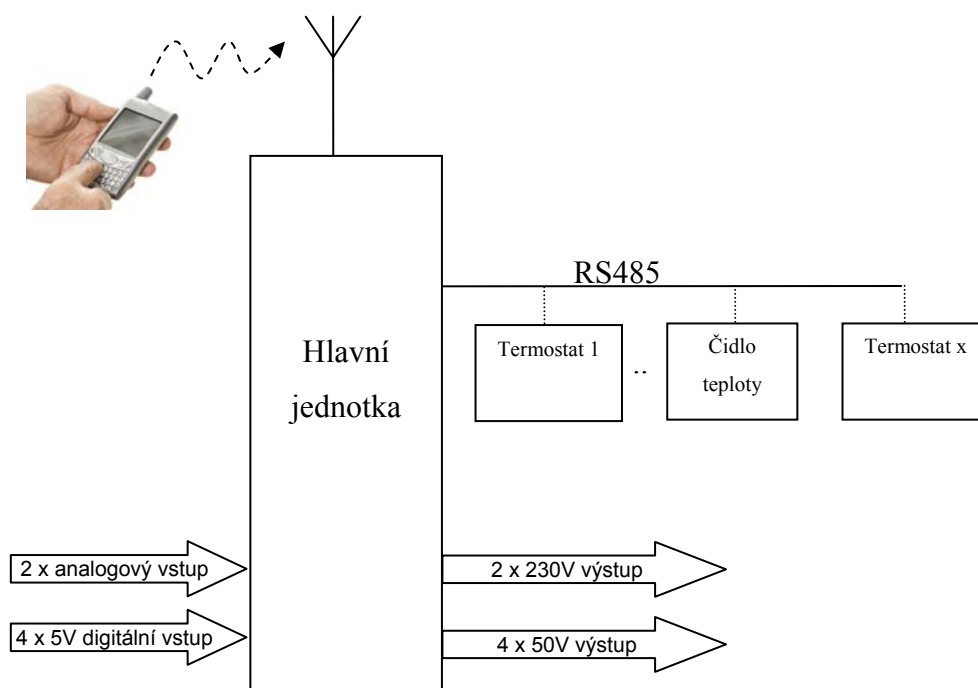 RS485
Termostat 1
..
Čidlo
teploty
Termostat x
Hlavní
jednotka
2 x analogový vstup
2 x 230V výstup
4 x 5V digitální vstup
4 x 50V výstup